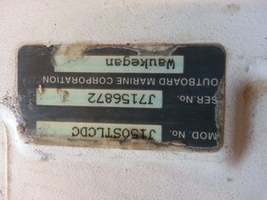 MOD. No. J150STLCDC
SER.No. J7156872
OUTBOARD MARINE CORPORATION
Waukegan